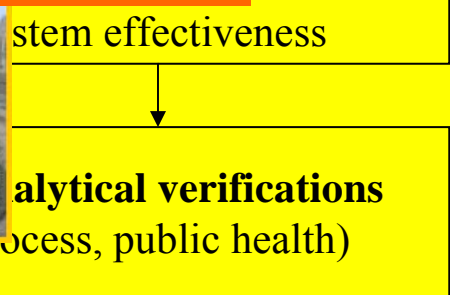 stem effectiveness
alytical verifications
ocess, public health)